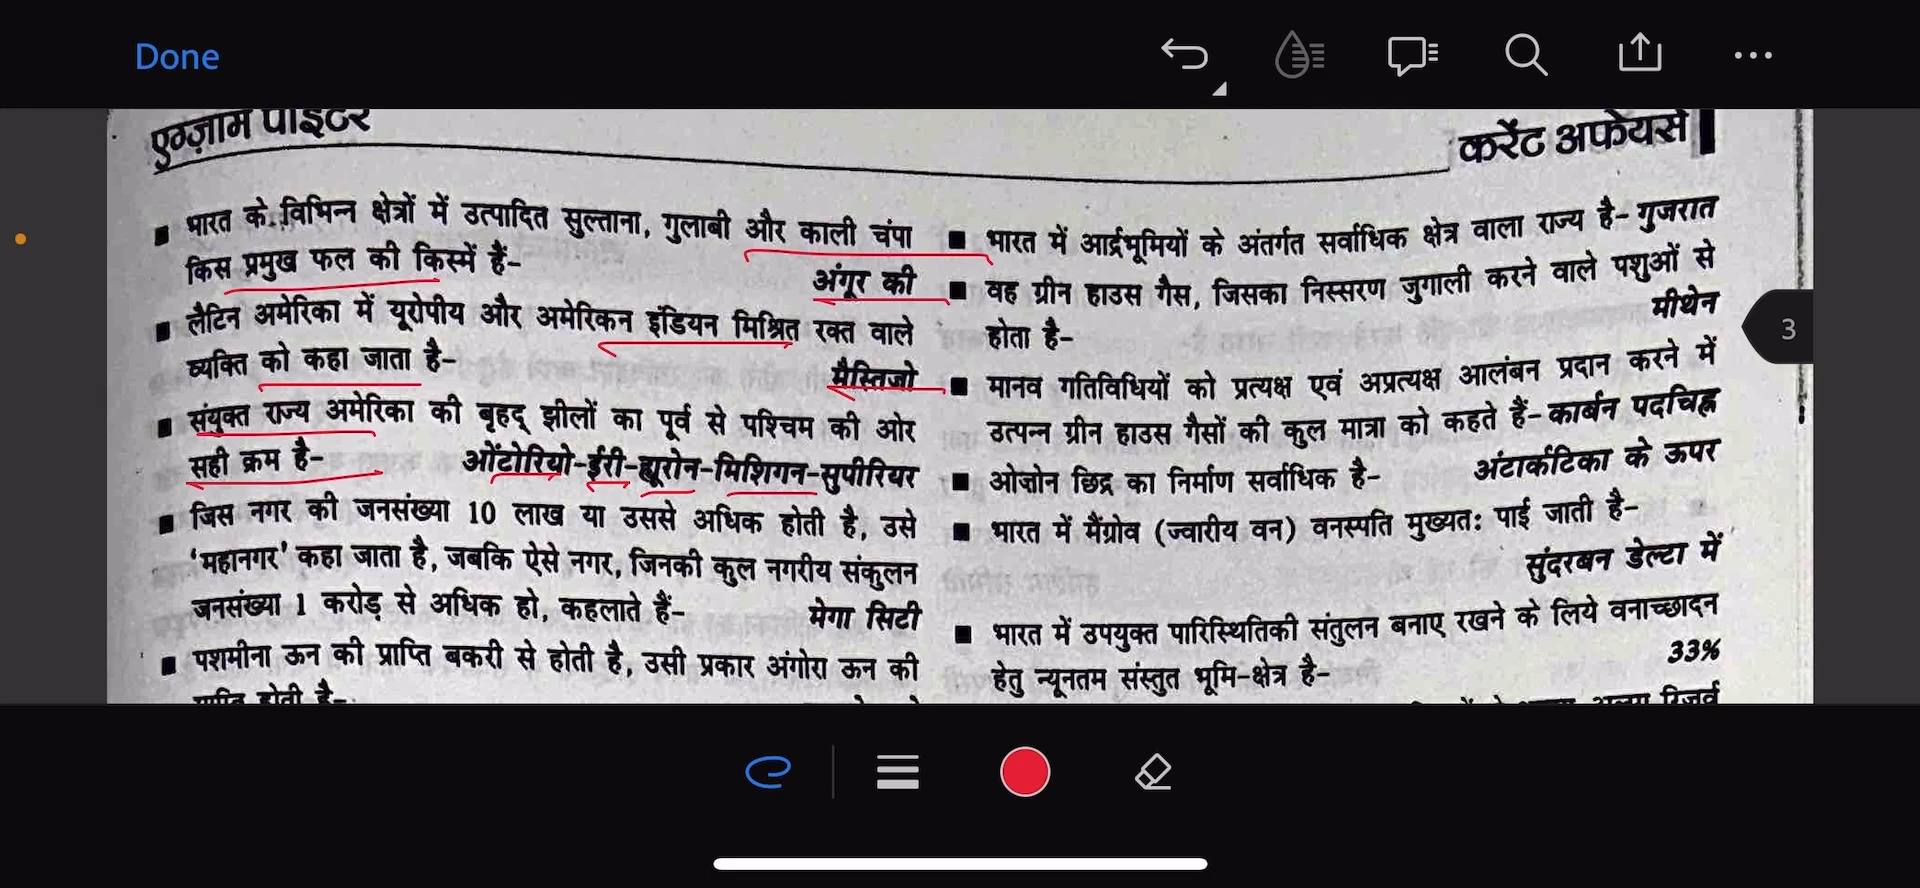 Done
एग्ज़ाम पॉइंटर
करेंट अफेयर्स
■ भारत के विभिन्न क्षेत्रों में उत्पादित सुल्ताना, गुलाबी और काली चंपा
किस प्रमुख फल की किस्में हैं-
अंगूर की
■ लैटिन अमेरिका में यूरोपीय और अमेरिकन इंडियन मिश्रित रक्त वाले
व्यक्ति को कहा जाता है-
मैस्तिजो
■ संयुक्त राज्य अमेरिका की बृहद् झीलों का पूर्व से पश्चिम की ओर
सही क्रम है- ओंटोरियो-ईरी-ह्यूरोन-मिशिगन-सुपीरियर
■ जिस नगर की जनसंख्या 10 लाख या उससे अधिक होती है, उसे
'महानगर' कहा जाता है, जबकि ऐसे नगर, जिनकी कुल नगरीय संकुलन
जनसंख्या 1 करोड़ से अधिक हो, कहलाते हैं- मेगा सिटी
■ पशमीना ऊन की प्राप्ति बकरी से होती है, उसी प्रकार अंगोरा ऊन की
प्राप्ति होती है-
■ भारत में आर्द्रभूमियों के अंतर्गत सर्वाधिक क्षेत्र वाला राज्य है- गुजरात
■ वह ग्रीन हाउस गैस, जिसका निस्सरण जुगाली करने वाले पशुओं से
होता है- मीथेन
■ मानव गतिविधियों को प्रत्यक्ष एवं अप्रत्यक्ष आलंबन प्रदान करने में
उत्पन्न ग्रीन हाउस गैसों की कुल मात्रा को कहते हैं- कार्बन पदचिह्न
■ ओज़ोन छिद्र का निर्माण सर्वाधिक है- अंटार्कटिका के ऊपर
■ भारत में मैंग्रोव (ज्वारीय वन) वनस्पति मुख्यत: पाई जाती है-
सुंदरबन डेल्टा में
■ भारत में उपयुक्त पारिस्थितिकी संतुलन बनाए रखने के लिये वनाच्छादन
हेतु न्यूनतम संस्तुत भूमि-क्षेत्र है- 33%
रिज़र्व
3